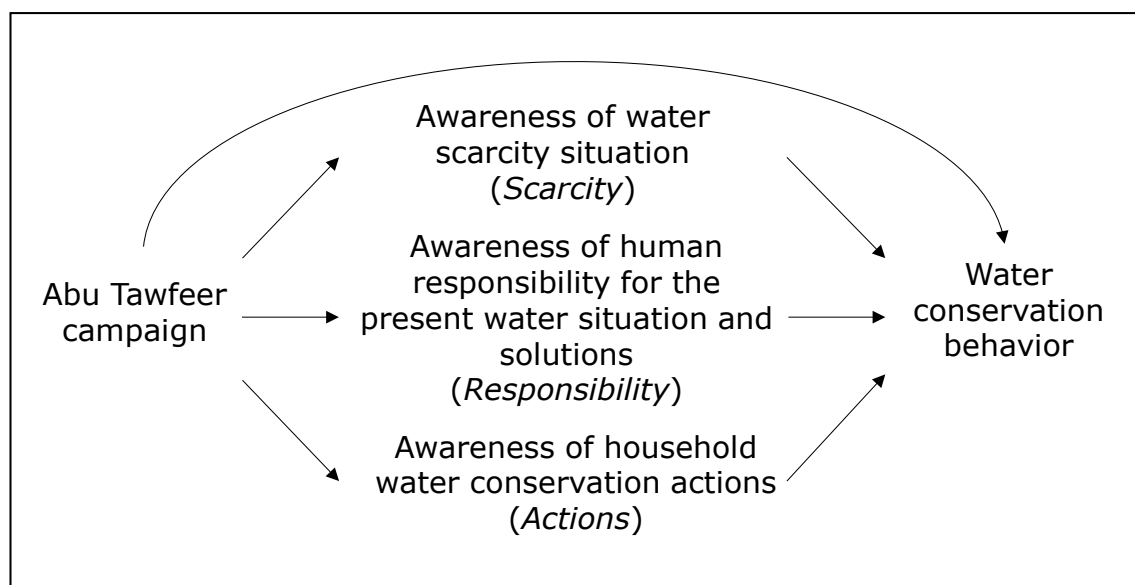 Awareness of water
scarcity situation
(Scarcity)
Abu Tawfeer
campaign
Awareness of human
responsibility for the
present water situation and
solutions
(Responsibility)
Water
conservation
behavior
Awareness of household
water conservation actions
(Actions)